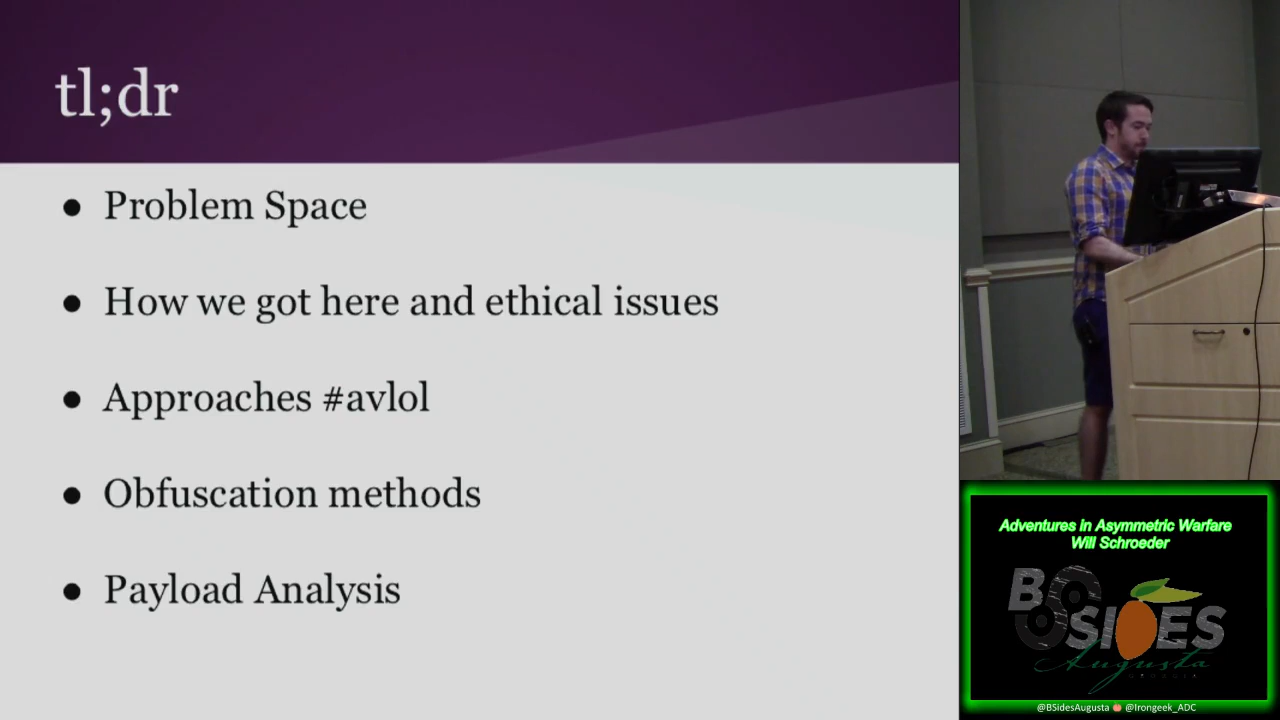 tl;dr
● Problem Space
● How we got here and ethical issues
● Approaches #avlol
● Obfuscation methods
● Payload Analysis
Adventures in Asymmetric Warfare
Will Schroeder
BSIDES
Augusta
GEORGIA
@BSidesAugusta @Irongeek_ADC